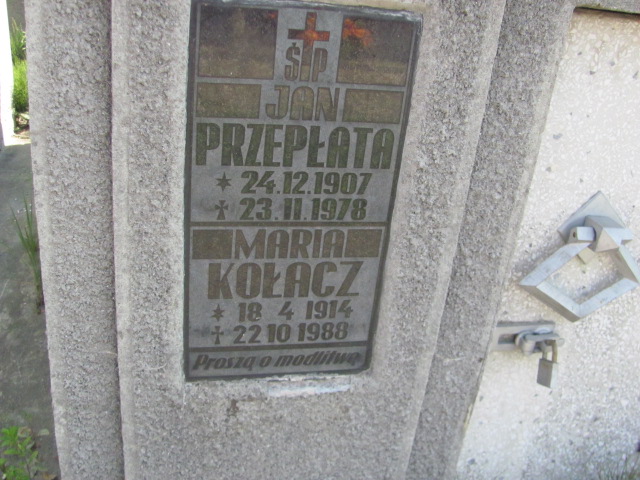 ŚP
JAN
PRZEPŁATA
* 24.12.1907
✝ 23.11.1978
MARIA
KOŁACZ
* 18 4 1914
✝ 22 10 1988
Proszą o modlitwę